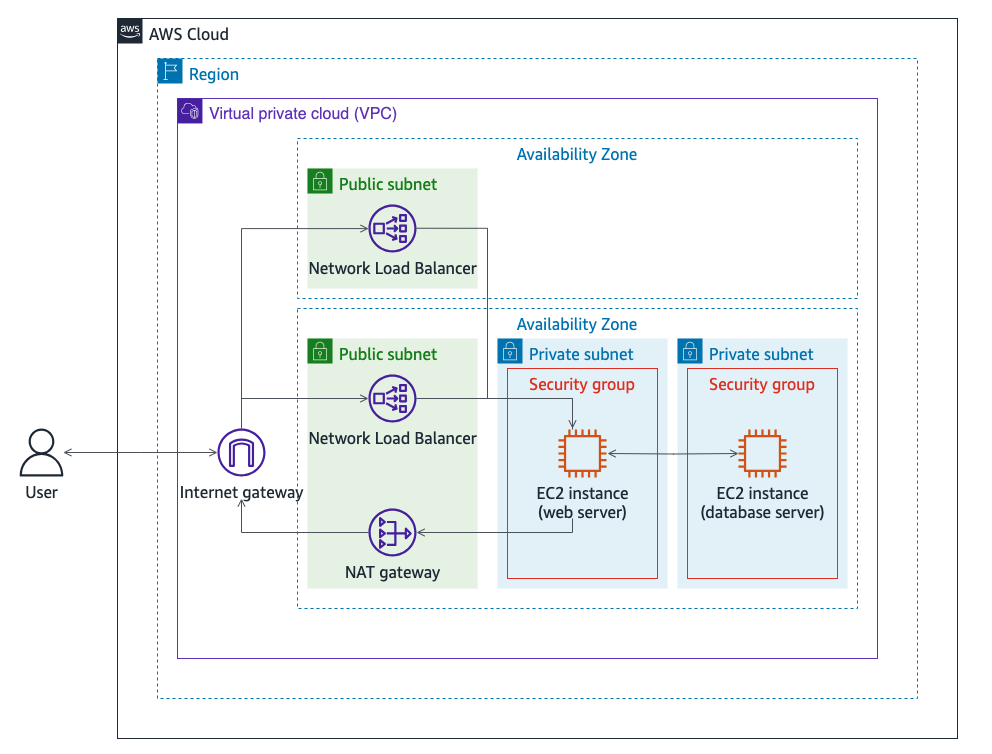 aws
AWS Cloud
Region
Virtual private cloud (VPC)
Availability Zone
Public subnet
Network Load Balancer
Availability Zone
Public subnet
Private subnet
Private subnet
Security group
Security group
Network Load Balancer
User
Internet gateway
EC2 instance
(web server)
EC2 instance
(database server)
NAT gateway